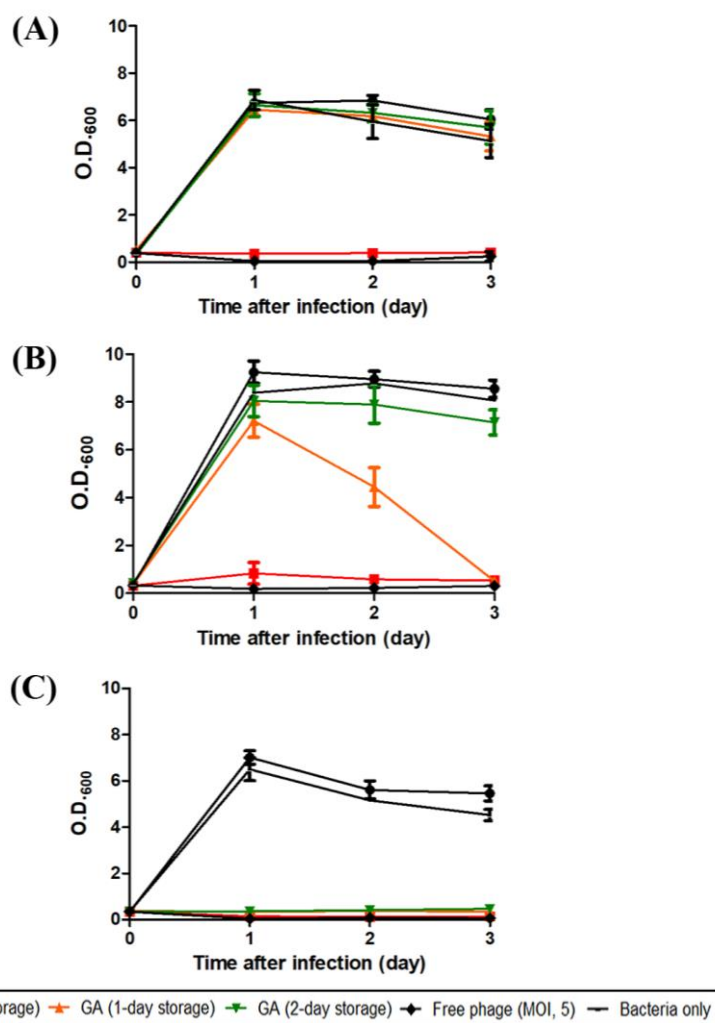 (A)
10
8
6
4
2
0
O.D.600
0 1 2 3
Time after infection (day)
(B)
10
8
6
4
2
0
O.D.600
0 1 2 3
Time after infection (day)
(C)
10
8
6
4
2
0
O.D.600
0 1 2 3
Time after infection (day)
orage) GA (1-day storage) GA (2-day storage) Free phage (MOI, 5) Bacteria only